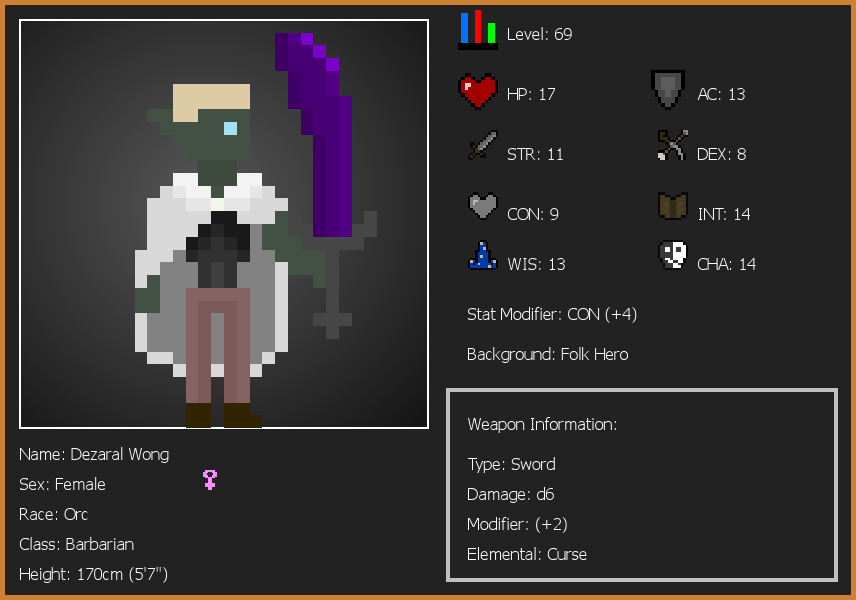 Level: 69
HP: 17
AC: 13
STR: 11
DEX: 8
CON: 9
INT: 14
WIS: 13
CHA: 14
Stat Modifier: CON (+4)
Background: Folk Hero
Weapon Information:
Type: Sword
Damage: d6
Modifier: (+2)
Elemental: Curse
Name: Dezaral Wong
Sex: Female
Race: Orc
Class: Barbarian
Height: 170cm (5'7")